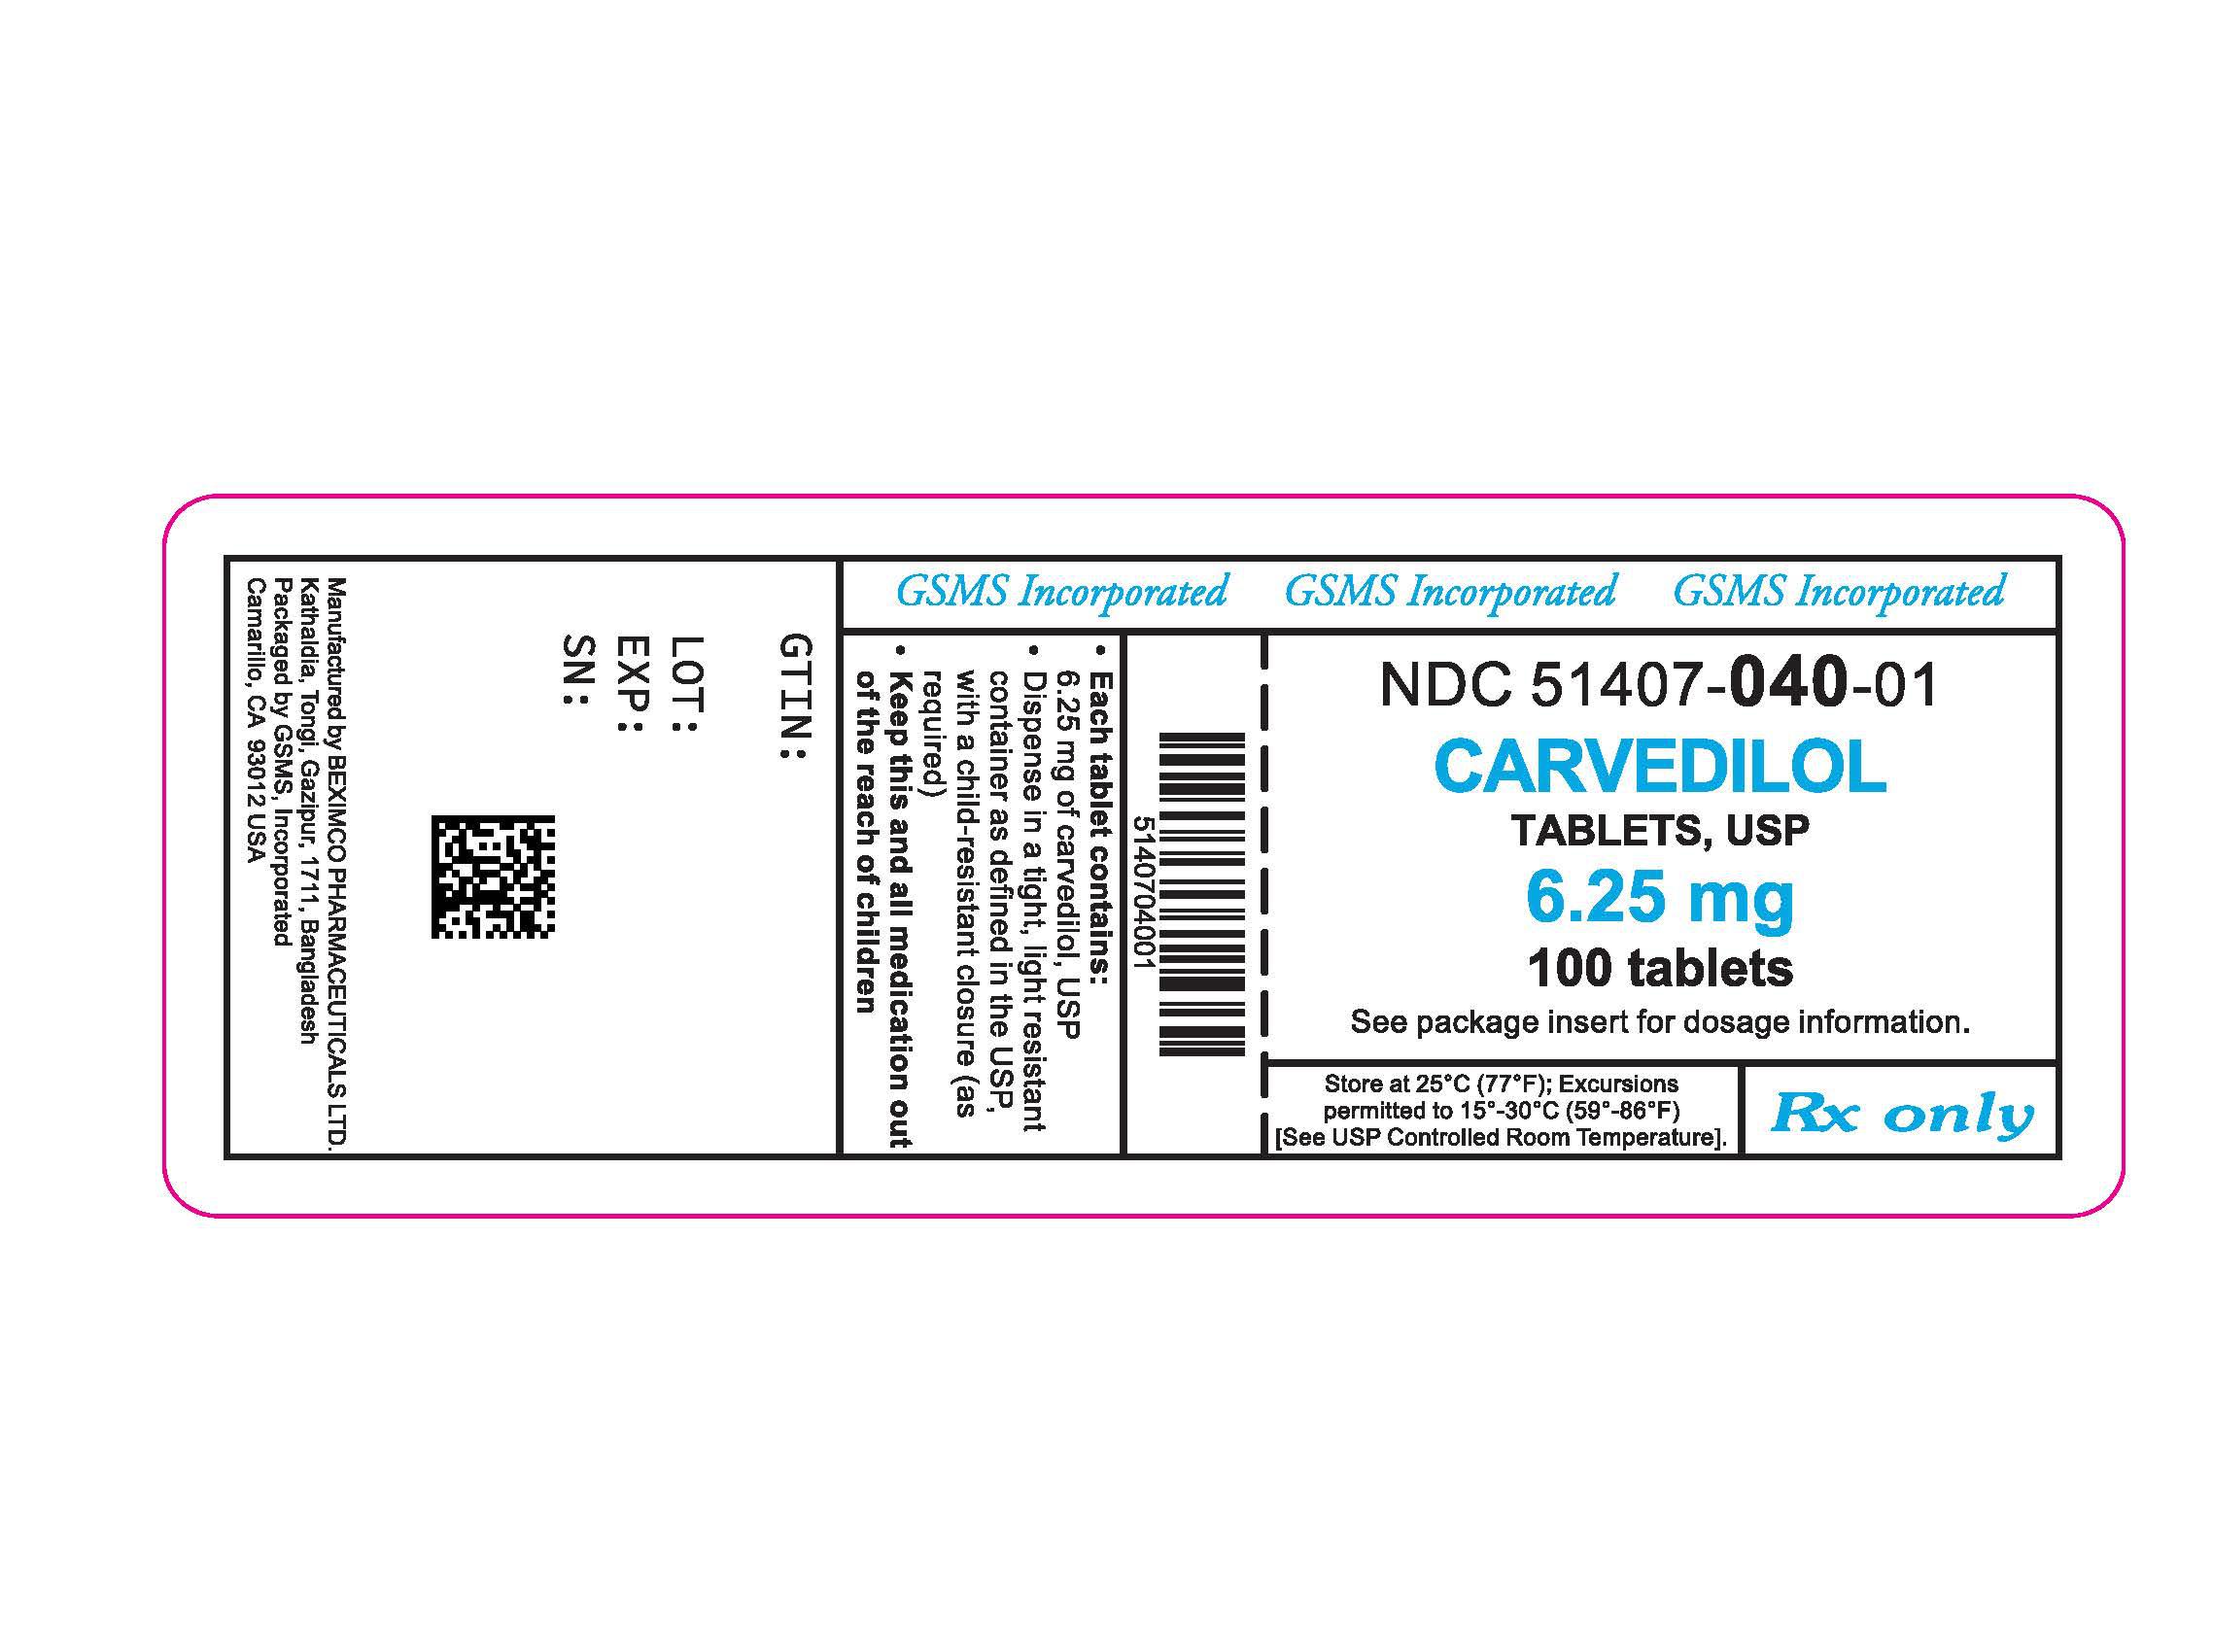 GSMS Incorporated GSMS Incorporated GSMS Incorporated
NDC 51407-040-01
CARVEDILOL
TABLETS, USP
6.25 mg
100 tablets
See package insert for dosage information.
Store at 25°C (77°F); Excursions
permitted to 15°-30°C (59°-86°F)
[See USP Controlled Room Temperature].
Rx only
5140704001
• Each tablet contains:
6.25 mg of carvedilol, USP
• Dispense in a tight, light resistant
container as defined in the USP,
with a child-resistant closure (as
required)
• Keep this and all medication out
of the reach of children
GTIN:
LOT:
EXP:
SN:
Manufactured by BEXIMCO PHARMACEUTICALS LTD.
Kathaldia, Tongi, Gazipur, 1711, Bangladesh
Packaged by GSMS, Incorporated
Camarillo, CA 93012 USA